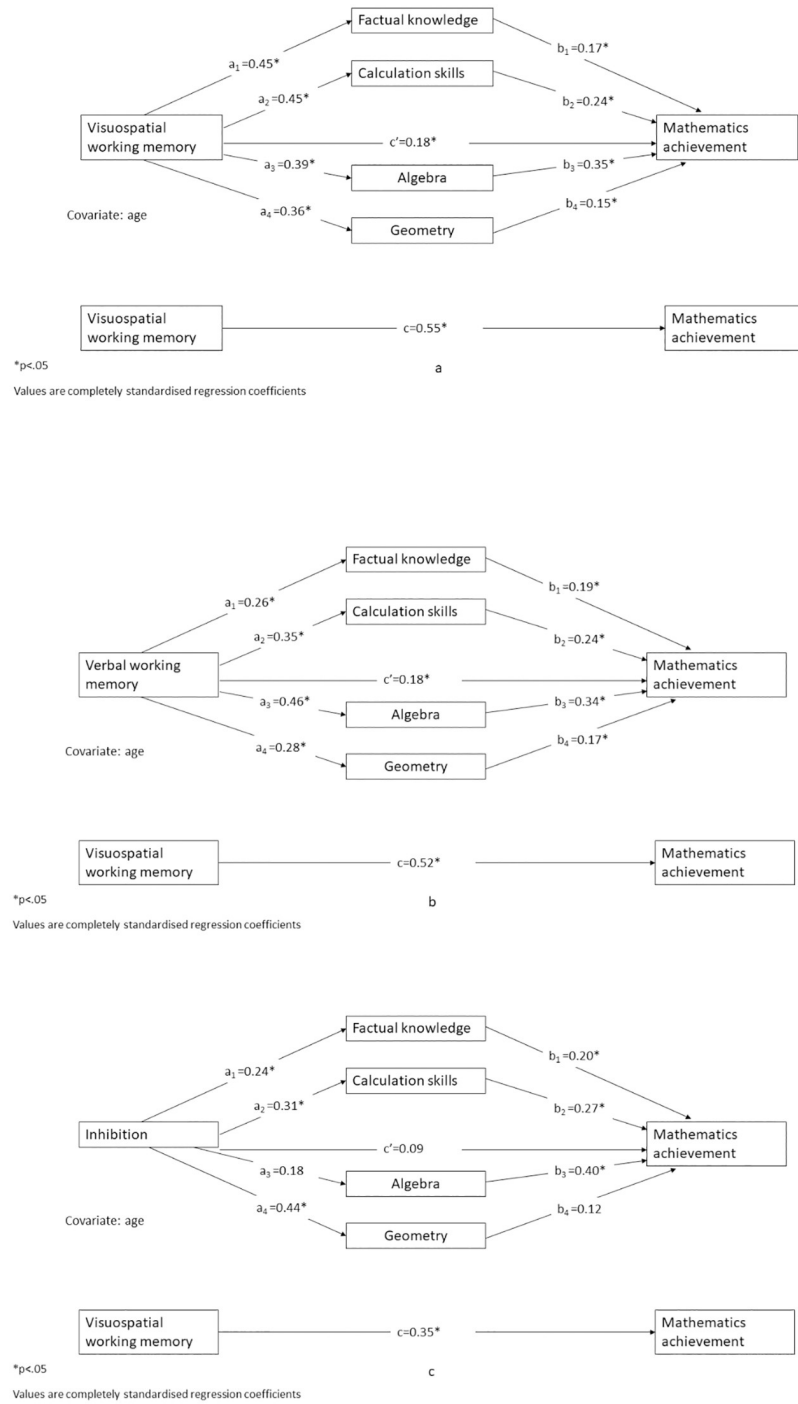 Factual knowledge
a₁=0.45*
b₁=0.17*
Calculation skills
a₂=0.45*
b₂=0.24*
Visuospatial
working memory
c’=0.18*
Mathematics
achievement
a₃=0.39*
Algebra
b₃=0.35*
a₄=0.36*
b₄=0.15*
Covariate: age
Geometry
Visuospatial
working memory
c=0.55*
Mathematics
achievement
*p<.05
a
Values are completely standardised regression coefficients
Factual knowledge
a₁=0.26*
b₁=0.19*
Calculation skills
a₂=0.35*
b₂=0.24*
Verbal working
memory
c’=0.18*
Mathematics
achievement
a₃=0.46*
Algebra
b₃=0.34*
a₄=0.28*
b₄=0.17*
Covariate: age
Geometry
Visuospatial
working memory
c=0.52*
Mathematics
achievement
*p<.05
b
Values are completely standardised regression coefficients
Factual knowledge
a₁=0.24*
b₁=0.20*
Calculation skills
a₂=0.31*
b₂=0.27*
Inhibition
c’=0.09
Mathematics
achievement
a₃=0.18
Algebra
b₃=0.40*
a₄=0.44*
b₄=0.12
Covariate: age
Geometry
Visuospatial
working memory
c=0.35*
Mathematics
achievement
*p<.05
c
Values are completely standardised regression coefficients